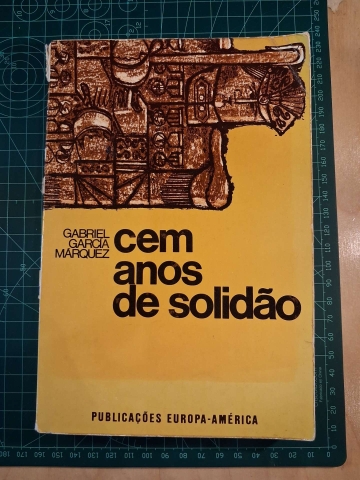 GABRIEL
GARCÍA
MÁRQUEZ
cem
anos
de solidão
PUBLICAÇÕES EUROPA-AMÉRICA